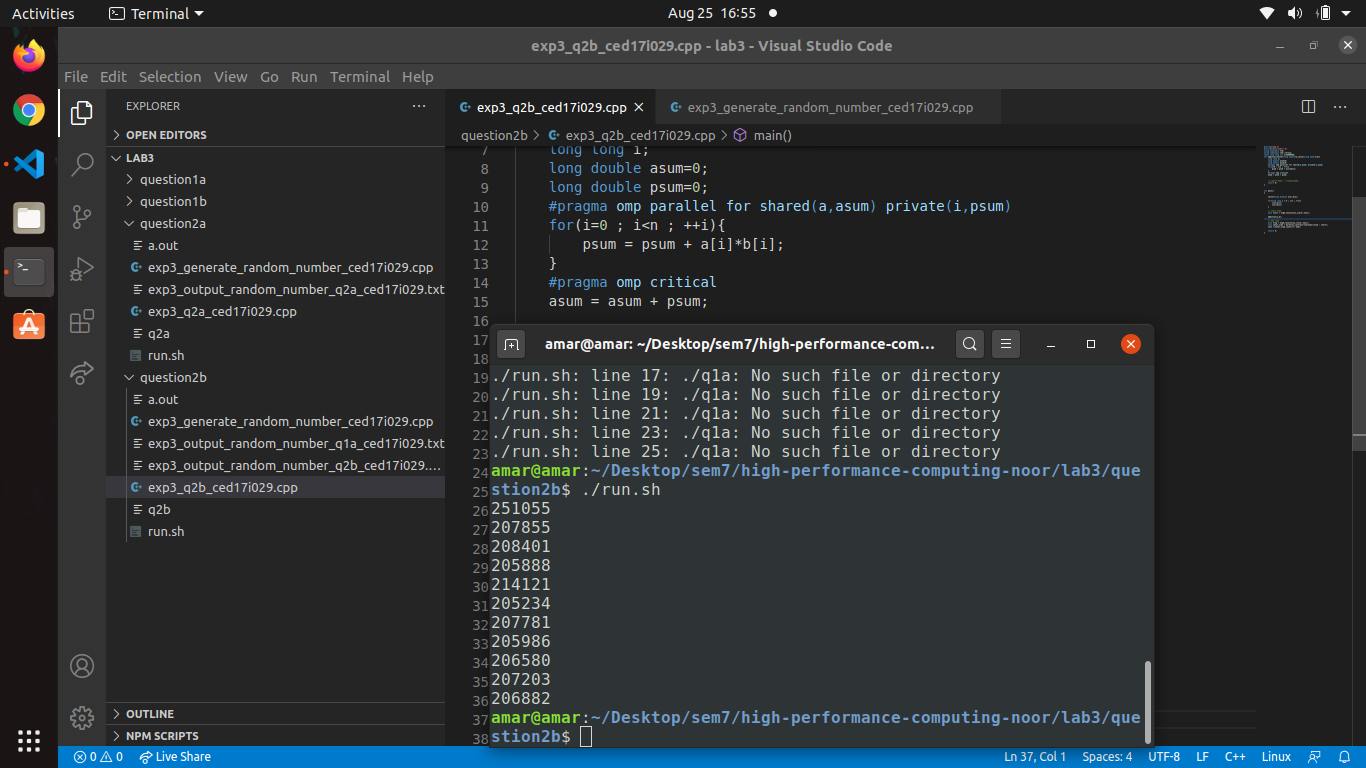 Activities
Terminal
Aug 25 16:55
exp3_q2b_ced17i029.cpp - lab3 - Visual Studio Code
File Edit Selection View Go Run Terminal Help
EXPLORER
OPEN EDITORS
LAB3
question1a
question1b
question2a
a.out
exp3_generate_random_number_ced17i029.cpp
exp3_output_random_number_q2a_ced17i029.txt
exp3_q2a_ced17i029.cpp
q2a
run.sh
question2b
a.out
exp3_generate_random_number_ced17i029.cpp
exp3_output_random_number_q1a_ced17i029.txt
exp3_output_random_number_q2b_ced17i029....
exp3_q2b_ced17i029.cpp
q2b
run.sh
OUTLINE
NPM SCRIPTS
exp3_q2b_ced17i029.cpp
exp3_generate_random_number_ced17i029.cpp
question2b > exp3_q2b_ced17i029.cpp > main()
7 long long i;
8 long double asum=0;
9 long double psum=0;
10 #pragma omp parallel for shared(a,asum) private(i,psum)
11 for(i=0 ; i<n ; ++i){
12 psum = psum + a[i]*b[i];
13 }
14 #pragma omp critical
15 asum = asum + psum;
16
17
18
19
20
21
22
23
24
25
26
27
28
29
30
31
32
33
34
35
36
37
38
amar@amar: ~/Desktop/sem7/high-performance-com...
./run.sh: line 17: ./q1a: No such file or directory
./run.sh: line 19: ./q1a: No such file or directory
./run.sh: line 21: ./q1a: No such file or directory
./run.sh: line 23: ./q1a: No such file or directory
./run.sh: line 25: ./q1a: No such file or directory
amar@amar:~/Desktop/sem7/high-performance-computing-noor/lab3/que
stion2b$ ./run.sh
251055
207855
208401
205888
214121
205234
207781
205986
206580
207203
206882
amar@amar:~/Desktop/sem7/high-performance-computing-noor/lab3/que
stion2b$
0 0 Live Share
Ln 37, Col 1 Spaces: 4 UTF-8 LF C++ Linux